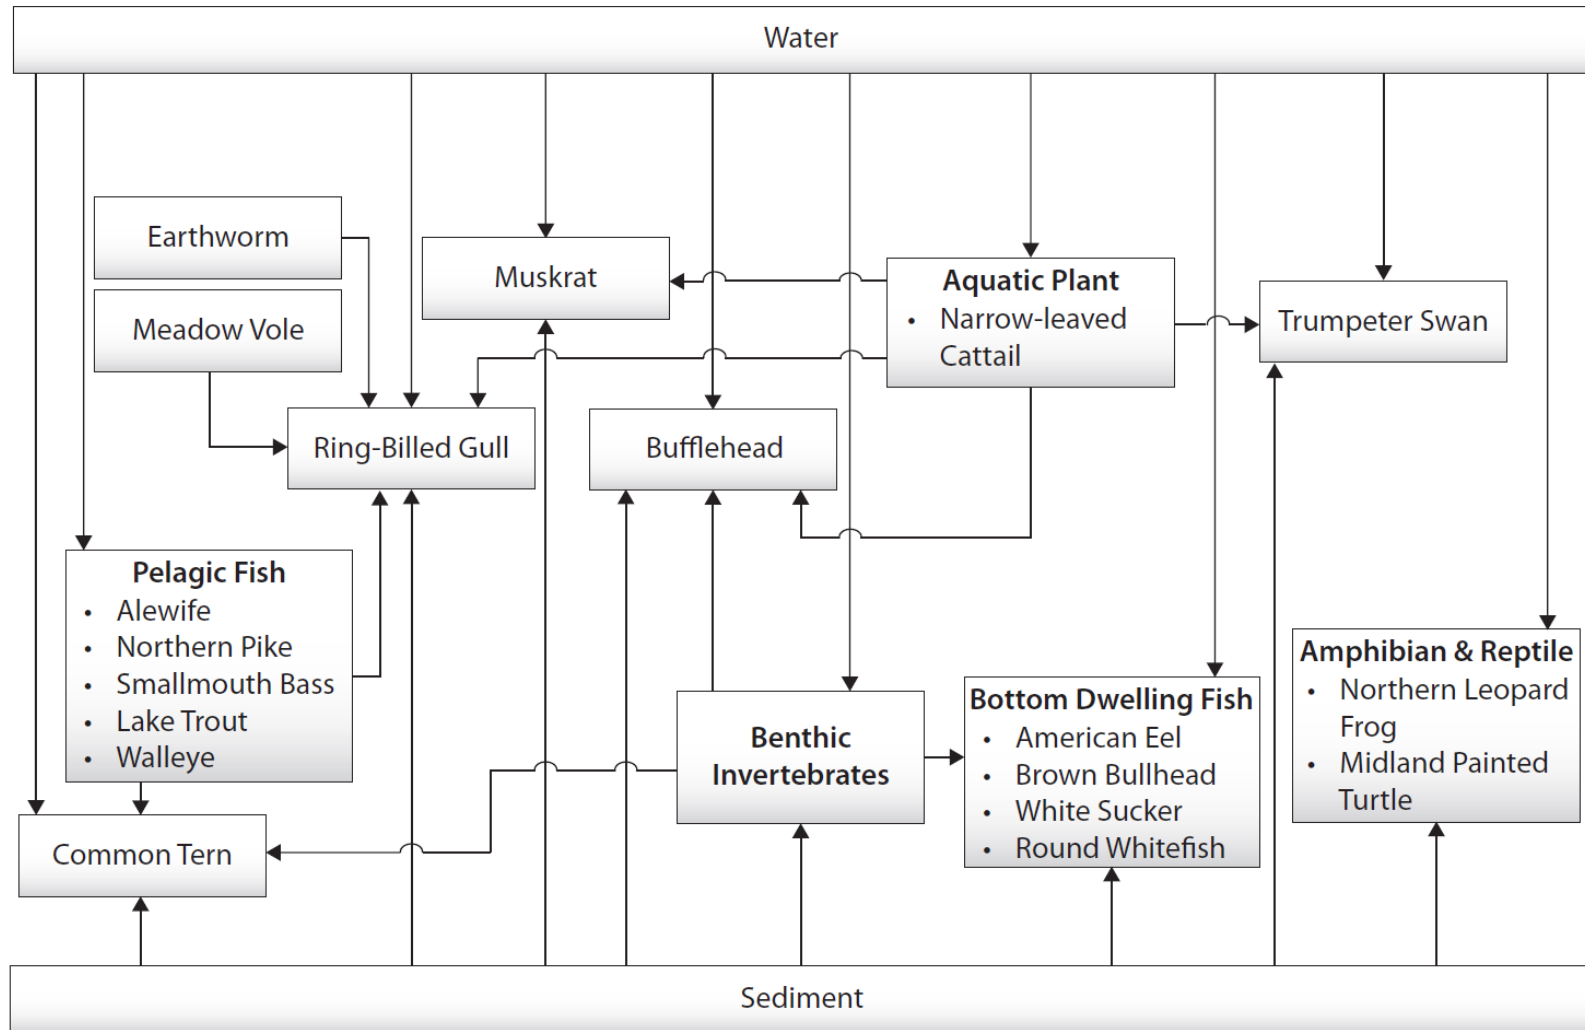 Water
Earthworm
Meadow Vole
Muskrat
Aquatic Plant
• Narrow-leaved
Cattail
Trumpeter Swan
Ring-Billed Gull
Bufflehead
Pelagic Fish
• Alewife
• Northern Pike
• Smallmouth Bass
• Lake Trout
• Walleye
Benthic
Invertebrates
Bottom Dwelling Fish
• American Eel
• Brown Bullhead
• White Sucker
• Round Whitefish
Amphibian & Reptile
• Northern Leopard
Frog
• Midland Painted
Turtle
Common Tern
Sediment